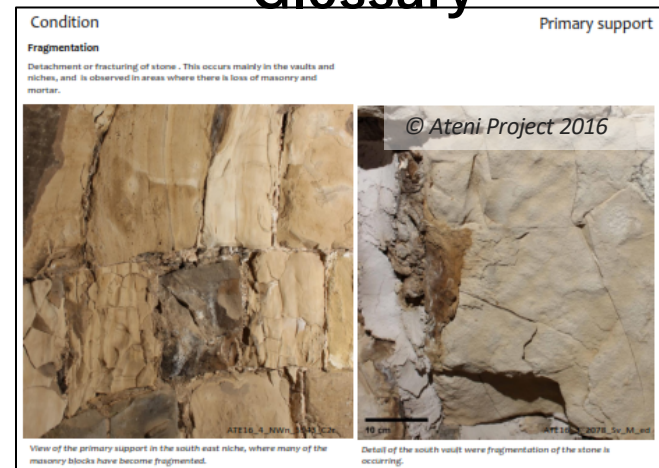 Glossary
Condition
Primary support
Fragmentation
Detachment or fracturing of stone . This occurs mainly in the vaults and
niches, and is observed in areas where there is loss of masonry and
mortar.
© Ateni Project 2016
10 cm
View of the primary support in the south east niche, where many of the
masonry blocks have become fragmented.
Detail of the south vault were fragmentation of the stone is
occurring.